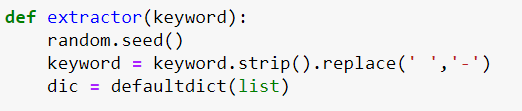 def extractor(keyword):
    random.seed()
    keyword = keyword.strip().replace(' ','-')
    dic = defaultdict(list)